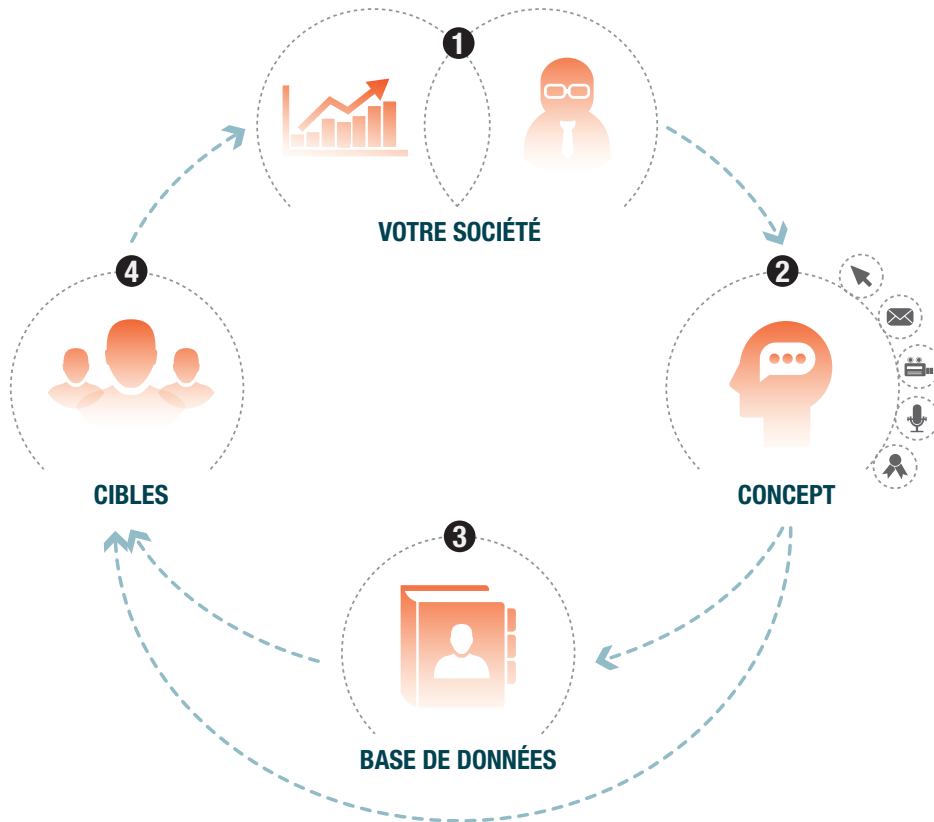 1
VOTRE SOCIÉTÉ
2
CONCEPT
3
BASE DE DONNÉES
4
CIBLES